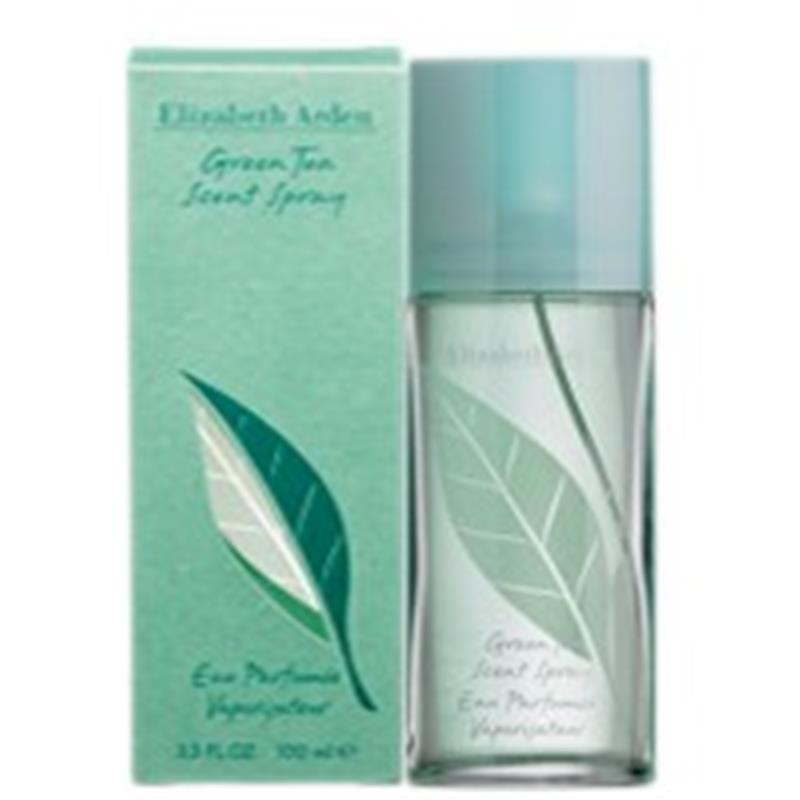 Elizabeth Arden
Green Tea
Scent Spray
Eau Parfumée
Vaporisateur
3.3 FL.OZ. 100 ml e
Elizabeth
Green
Scent Spray
Eau Parfumée
Vaporisateur